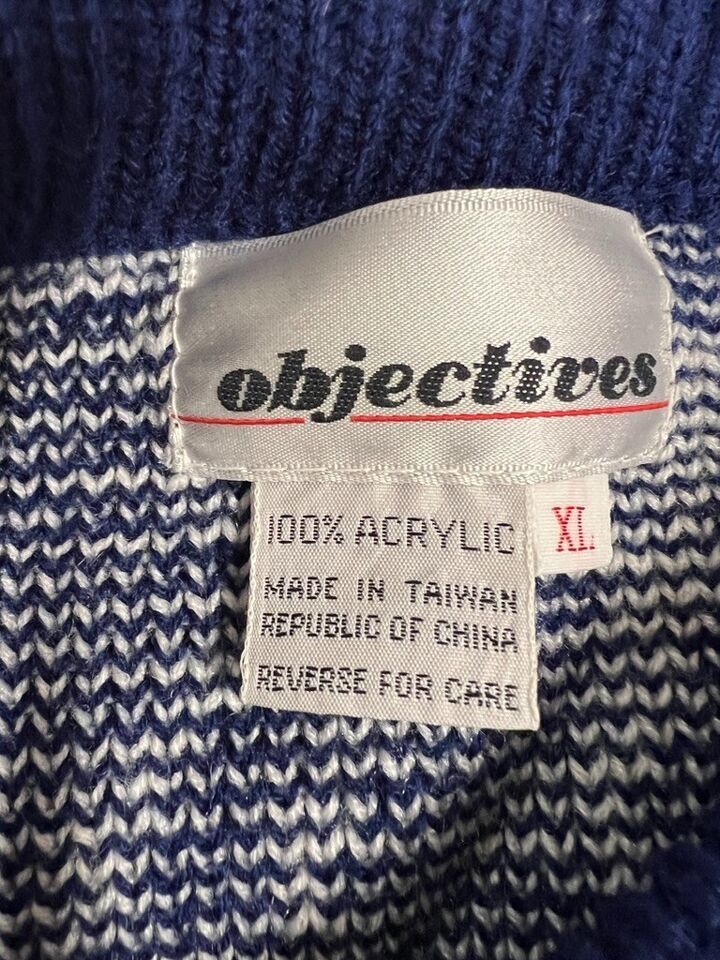 objectives
100% ACRYLIC
XL
MADE IN TAIWAN
REPUBLIC OF CHINA
REVERSE FOR CARE